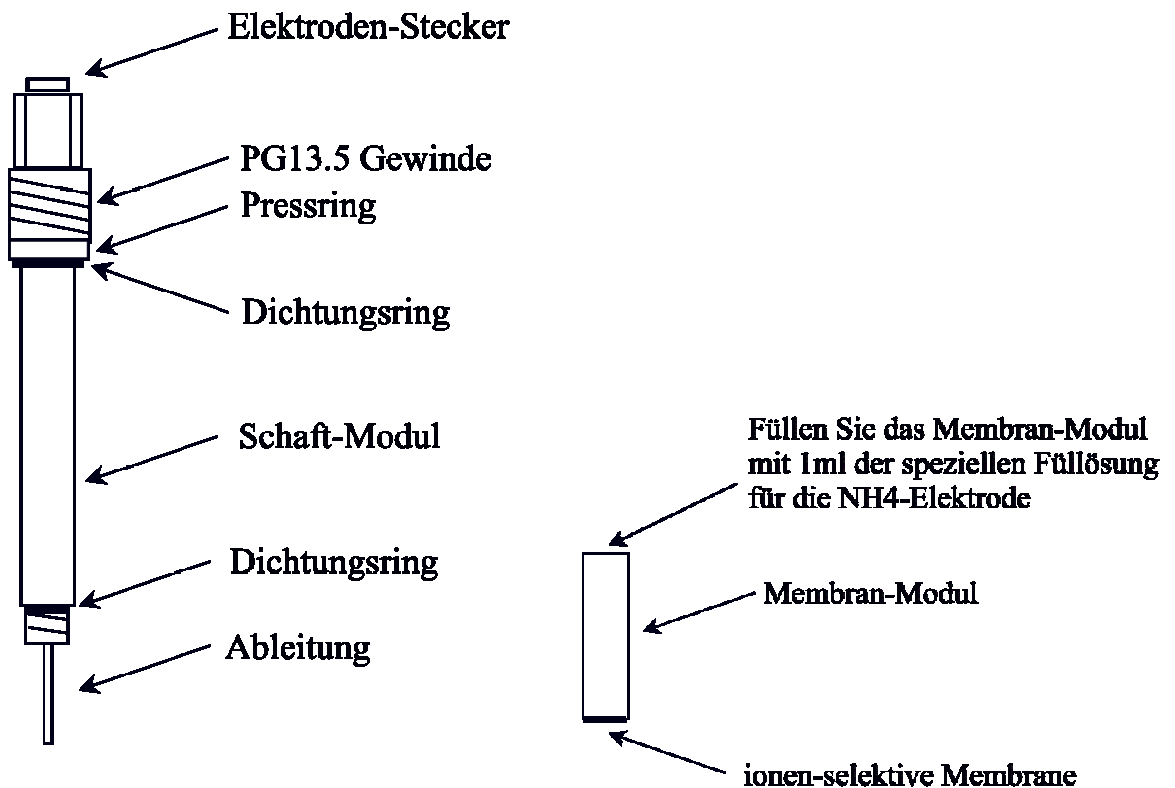 Elektroden-Stecker
PG13.5 Gewinde
Pressring
Dichtungsring
Schaft-Modul
Dichtungsring
Ableitung
Füllen Sie das Membran-Modul
mit 1ml der speziellen Füllösung
für die NH4-Elektrode
Membran-Modul
ionen-selektive Membrane